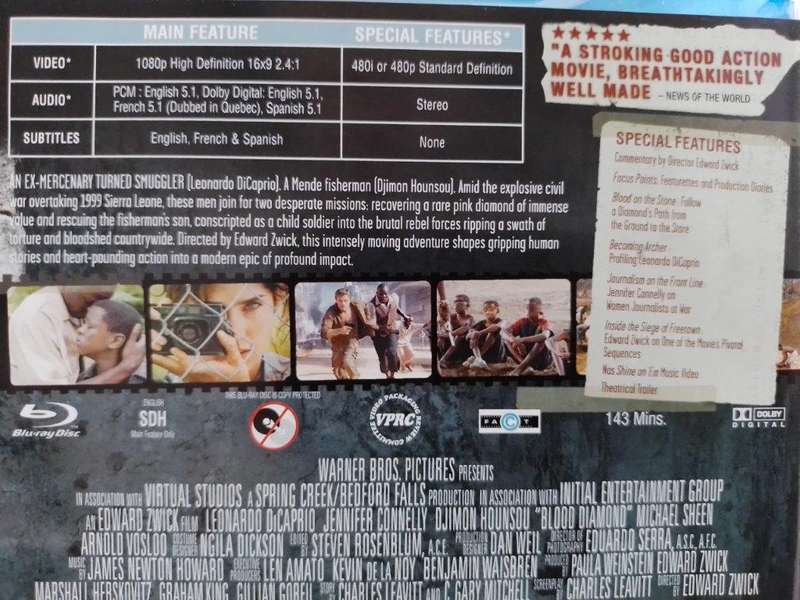 MAIN FEATURE SPECIAL FEATURES*
VIDEO* 1080p High Definition 16x9 2.4:1 480i or 480p Standard Definition
AUDIO* PCM : English 5.1, Dolby Digital: English 5.1,
French 5.1 (Dubbed in Quebec), Spanish 5.1 Stereo
SUBTITLES English, French & Spanish None
★★★★★
"A STROKING GOOD ACTION
MOVIE, BREATHTAKINGLY
WELL MADE – NEWS OF THE WORLD
AN EX-MERCENARY TURNED SMUGGLER (Leonardo DiCaprio). A Mende fisherman (Djimon Hounsou). Amid the explosive civil
war overtaking 1999 Sierra Leone, these men join for two desperate missions: recovering a rare pink diamond of immense
value and rescuing the fisherman's son, conscripted as a child soldier into the brutal rebel forces ripping a swath of
torture and bloodshed countrywide. Directed by Edward Zwick, this intensely moving adventure shapes gripping human
stories and heart-pounding action into a modern epic of profound impact.
SPECIAL FEATURES
Commentary by Director Edward Zwick
Focus Points: Featurettes and Production Diaries
Blood on the Stone Follow
a Diamond's Path from
the Ground to the Store
Becoming Archer
Profiling Leonardo DiCaprio
Journalism on the Front Line
Jennifer Connelly on
Women Journalists at War
Inside the Siege of Freetown
Edward Zwick on One of the Movies Pivotal
Sequences
Nas Shine on 'Em Music Video
Theatrical Trailer
Blu-ray Disc
ENGLISH
SDH
Main Feature Only
THIS BLU-RAY DISC IS COPY PROTECTED
VIDEO PACKAGING REVIEW COMMITTEE
VPRC
FACT
143 Mins.
DOLBY
DIGITAL
WARNER BROS. PICTURES PRESENTS
IN ASSOCIATION WITH VIRTUAL STUDIOS A SPRING CREEK/BEDFORD FALLS PRODUCTION IN ASSOCIATION WITH INITIAL ENTERTAINMENT GROUP
AN EDWARD ZWICK FILM LEONARDO DiCAPRIO JENNIFER CONNELLY DJIMON HOUNSOU "BLOOD DIAMOND" MICHAEL SHEEN
ARNOLD VOSLOO COSTUME DESIGNER NGILA DICKSON EDITED BY STEVEN ROSENBLUM, A.C.E. PRODUCTION DESIGNER DAN WEIL DIRECTOR OF PHOTOGRAPHY EDUARDO SERRA, A.S.C., A.F.C.
MUSIC BY JAMES NEWTON HOWARD EXECUTIVE PRODUCERS LEN AMATO KEVIN DE LA NOY BENJAMIN WAISBREN PRODUCED BY PAULA WEINSTEIN EDWARD ZWICK
MARSHALL HERSKOVITZ GRAHAM KING GILLIAN GORFIL STORY BY CHARLES LEAVITT AND C. GABY MITCHELL SCREENPLAY BY CHARLES LEAVITT DIRECTED BY EDWARD ZWICK